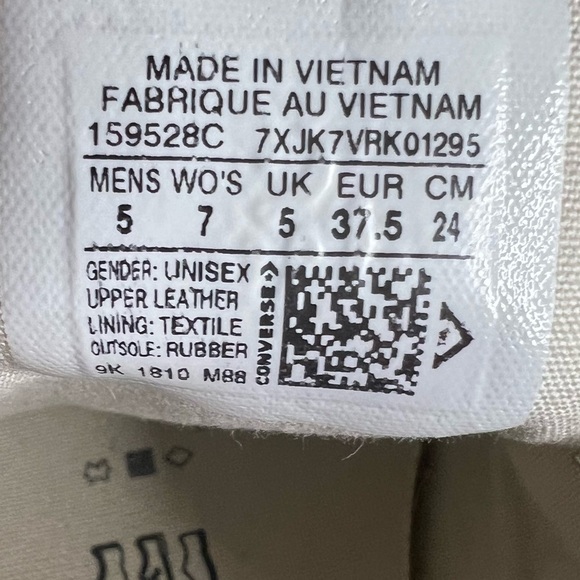 MADE IN VIETNAM
FABRIQUE AU VIETNAM
159528C 7XJK7VRK01295
MENS WO'S UK EUR CM
5 7 5 37.5 24
GENDER: UNISEX
UPPER LEATHER
LINING: TEXTILE
OUTSOLE: RUBBER
9K 1810 M88
CONVERSE